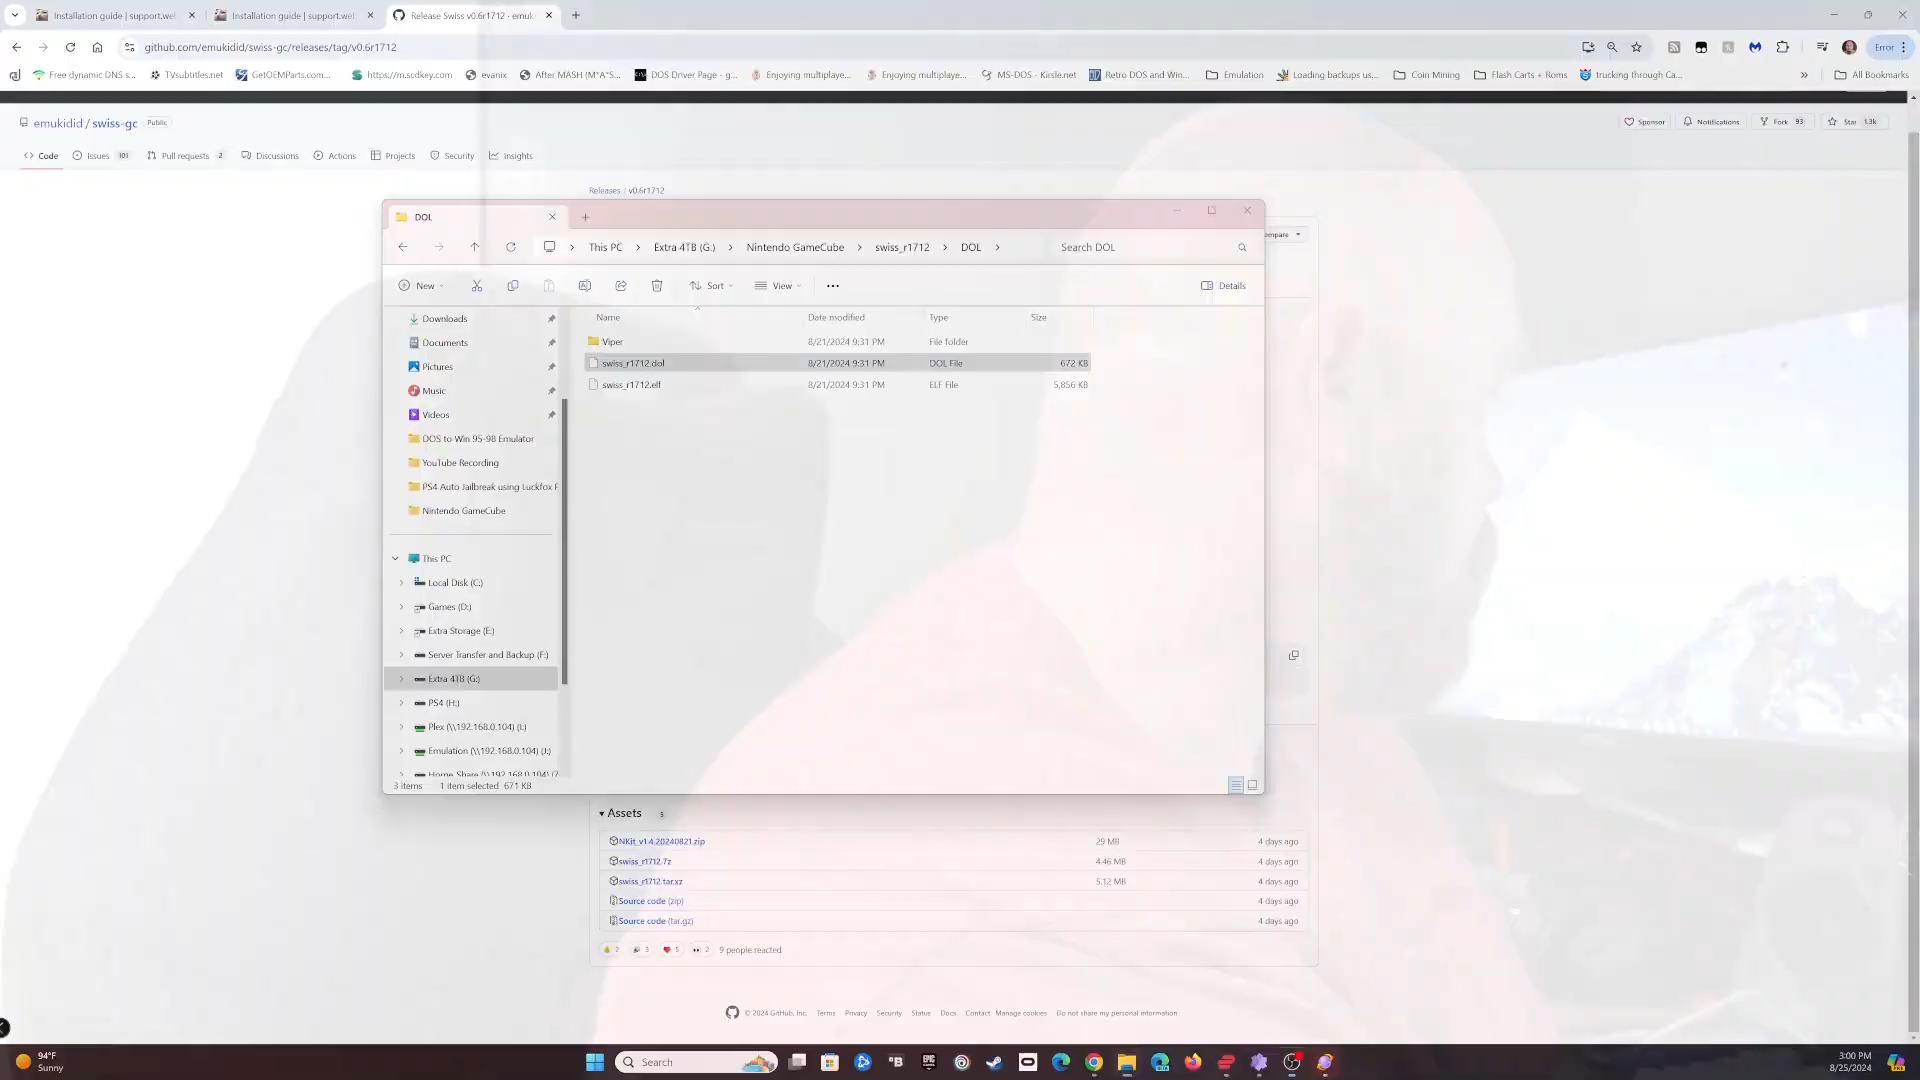 Installation guide | support.wel
Installation guide | support.wel
Release Swiss v0.6r1712 · emuki
github.com/emukidid/swiss-gc/releases/tag/v0.6r1712
Error
Free dynamic DNS s...
TVsubtitles.net
GetOEMParts.com...
https://m.scdkey.com
evanix
After MASH (M*A*S...
DOS Driver Page - g...
Enjoying multiplaye...
Enjoying multiplaye...
MS-DOS - Kirsle.net
Retro DOS and Win...
Emulation
Loading backups us...
Coin Mining
Flash Carts + Roms
trucking through Ca...
All Bookmarks
emukidid / swiss-gc Public
Sponsor
Notifications
Fork 93
Star 1.3k
Code
Issues 101
Pull requests 2
Discussions
Actions
Projects
Security
Insights
Releases / v0.6r1712
DOL
This PC
Extra 4TB (G:)
Nintendo GameCube
swiss_r1712
DOL
Search DOL
New
Sort
View
Details
Name
Date modified
Type
Size
Viper 8/21/2024 9:31 PM File folder
swiss_r1712.dol 8/21/2024 9:31 PM DOL File 672 KB
swiss_r1712.elf 8/21/2024 9:31 PM ELF File 5,856 KB
Downloads
Documents
Pictures
Music
Videos
DOS to Win 95-98 Emulator
YouTube Recording
PS4 Auto Jailbreak using Luckfox F
Nintendo GameCube
This PC
Local Disk (C:)
Games (D:)
Extra Storage (E:)
Server Transfer and Backup (F:)
Extra 4TB (G:)
PS4 (H:)
Plex (\\192.168.0.104) (I:)
Emulation (\\192.168.0.104) (J:)
3 items
1 item selected 671 KB
Assets 5
NKit_v1.4.20240821.zip 29 MB 4 days ago
swiss_r1712.7z 4.46 MB 4 days ago
swiss_r1712.tar.xz 5.12 MB 4 days ago
Source code (zip) 4 days ago
Source code (tar.gz) 4 days ago
2 3 5 2 9 people reacted
© 2024 GitHub, Inc.
Terms
Privacy
Security
Status
Docs
Contact
Manage cookies
Do not share my personal information
94°F
Sunny
Search
3:00 PM
8/25/2024